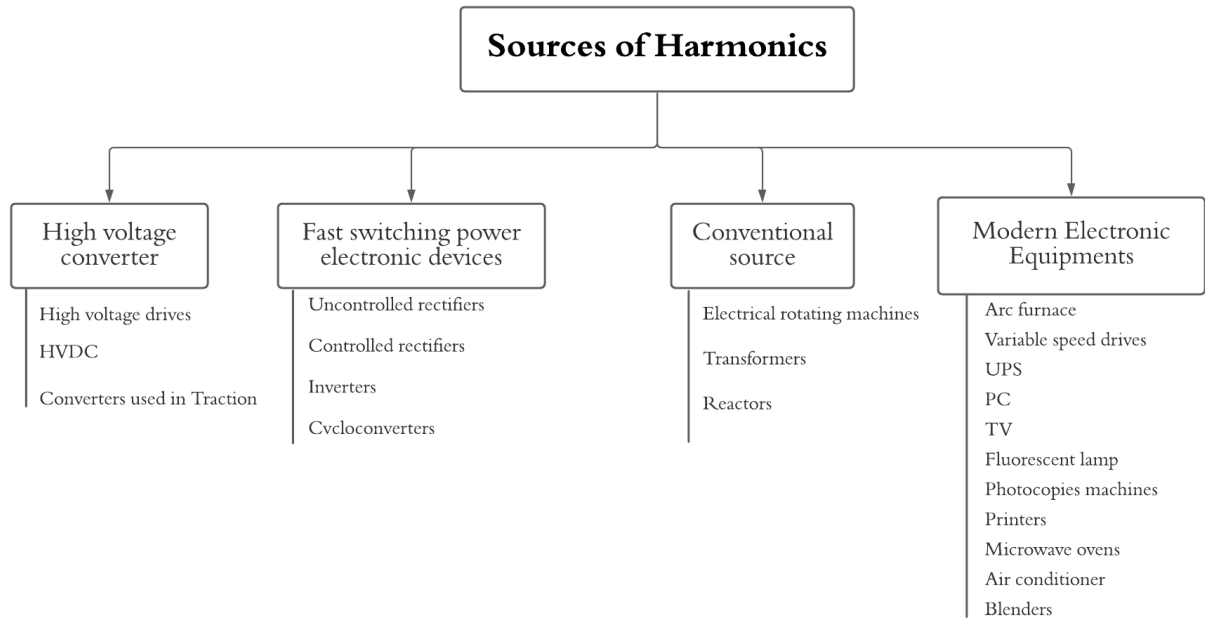 Sources of Harmonics
High voltage
converter
High voltage drives
HVDC
Converters used in Traction
Fast switching power
electronic devices
Uncontrolled rectifiers
Controlled rectifiers
Inverters
Cycloconverters
Conventional
source
Electrical rotating machines
Transformers
Reactors
Modern Electronic
Equipments
Arc furnace
Variable speed drives
UPS
PC
TV
Fluorescent lamp
Photocopies machines
Printers
Microwave ovens
Air conditioner
Blenders